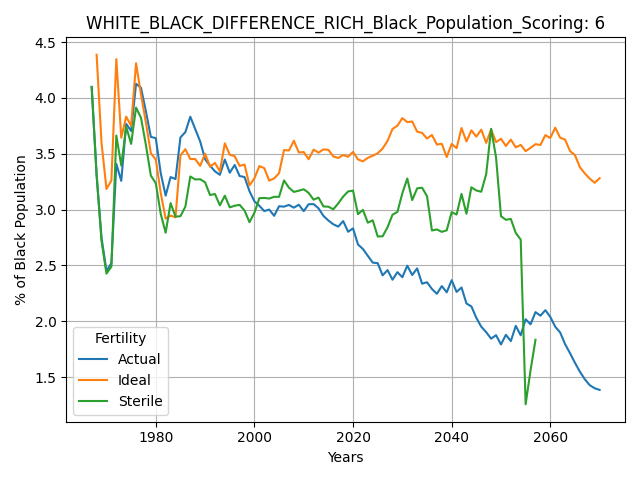 WHITE_BLACK_DIFFERENCE_RICH_Black_Population_Scoring: 6
4.5
4.0
3.5
3.0
2.5
2.0
1.5
% of Black Population
Fertility
Actual
Ideal
Sterile
1980 2000 2020 2040 2060
Years